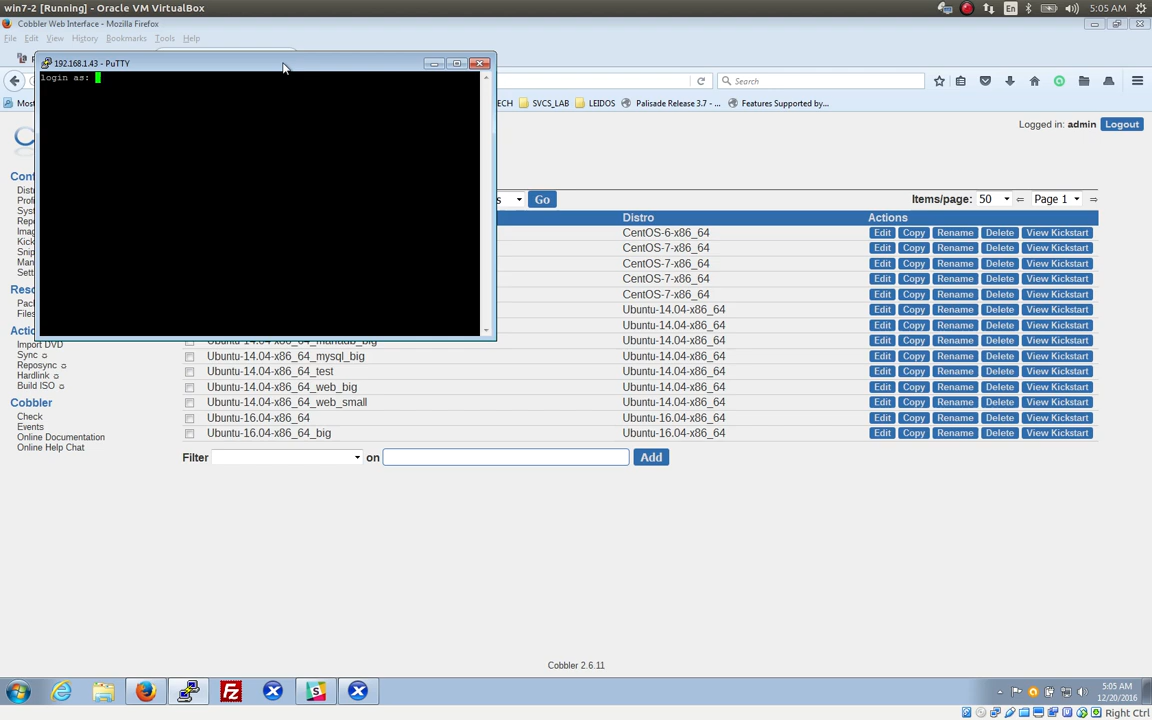 win7-2 [Running] - Oracle VM VirtualBox
En
5:05 AM
Cobbler Web Interface - Mozilla Firefox
File Edit View History Bookmarks Tools Help
192.168.1.43 - PuTTY
login as:
Search
SVCS_LAB
LEIDOS
Palisade Release 3.7 - ...
Features Supported by...
Logged in: admin Logout
Go
Items/page: 50
Page 1
Distro
Actions
CentOS-6-x86_64 Edit Copy Rename Delete View Kickstart
CentOS-7-x86_64 Edit Copy Rename Delete View Kickstart
CentOS-7-x86_64 Edit Copy Rename Delete View Kickstart
CentOS-7-x86_64 Edit Copy Rename Delete View Kickstart
CentOS-7-x86_64 Edit Copy Rename Delete View Kickstart
Ubuntu-14.04-x86_64 Edit Copy Rename Delete View Kickstart
Ubuntu-14.04-x86_64 Edit Copy Rename Delete View Kickstart
Ubuntu-14.04-x86_64_mariadb_big Ubuntu-14.04-x86_64 Edit Copy Rename Delete View Kickstart
Ubuntu-14.04-x86_64_mysql_big Ubuntu-14.04-x86_64 Edit Copy Rename Delete View Kickstart
Ubuntu-14.04-x86_64_test Ubuntu-14.04-x86_64 Edit Copy Rename Delete View Kickstart
Ubuntu-14.04-x86_64_web_big Ubuntu-14.04-x86_64 Edit Copy Rename Delete View Kickstart
Ubuntu-14.04-x86_64_web_small Ubuntu-14.04-x86_64 Edit Copy Rename Delete View Kickstart
Ubuntu-16.04-x86_64 Ubuntu-16.04-x86_64 Edit Copy Rename Delete View Kickstart
Ubuntu-16.04-x86_64_big Ubuntu-16.04-x86_64 Edit Copy Rename Delete View Kickstart
Filter on Add
Import DVD
Sync
Reposync
Hardlink
Build ISO
Cobbler
Check
Events
Online Documentation
Online Help Chat
Cobbler 2.6.11
5:05 AM
12/20/2016
Right Ctrl